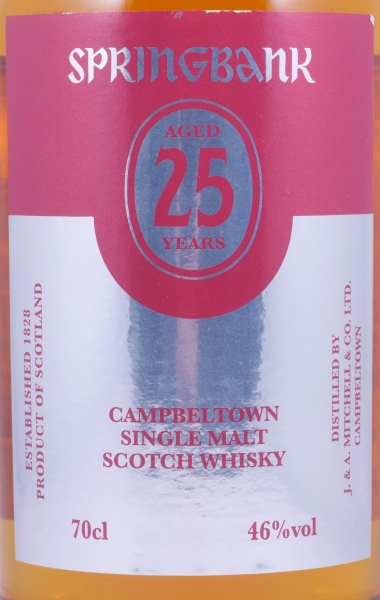 SPRINGBANK
AGED
25
YEARS
ESTABLISHED 1828
PRODUCT OF SCOTLAND
CAMPBELTOWN
SINGLE MALT
SCOTCH WHISKY
DISTILLED BY
J. & A. MITCHELL & CO. LTD.
CAMPBELTOWN
70cl
46%vol